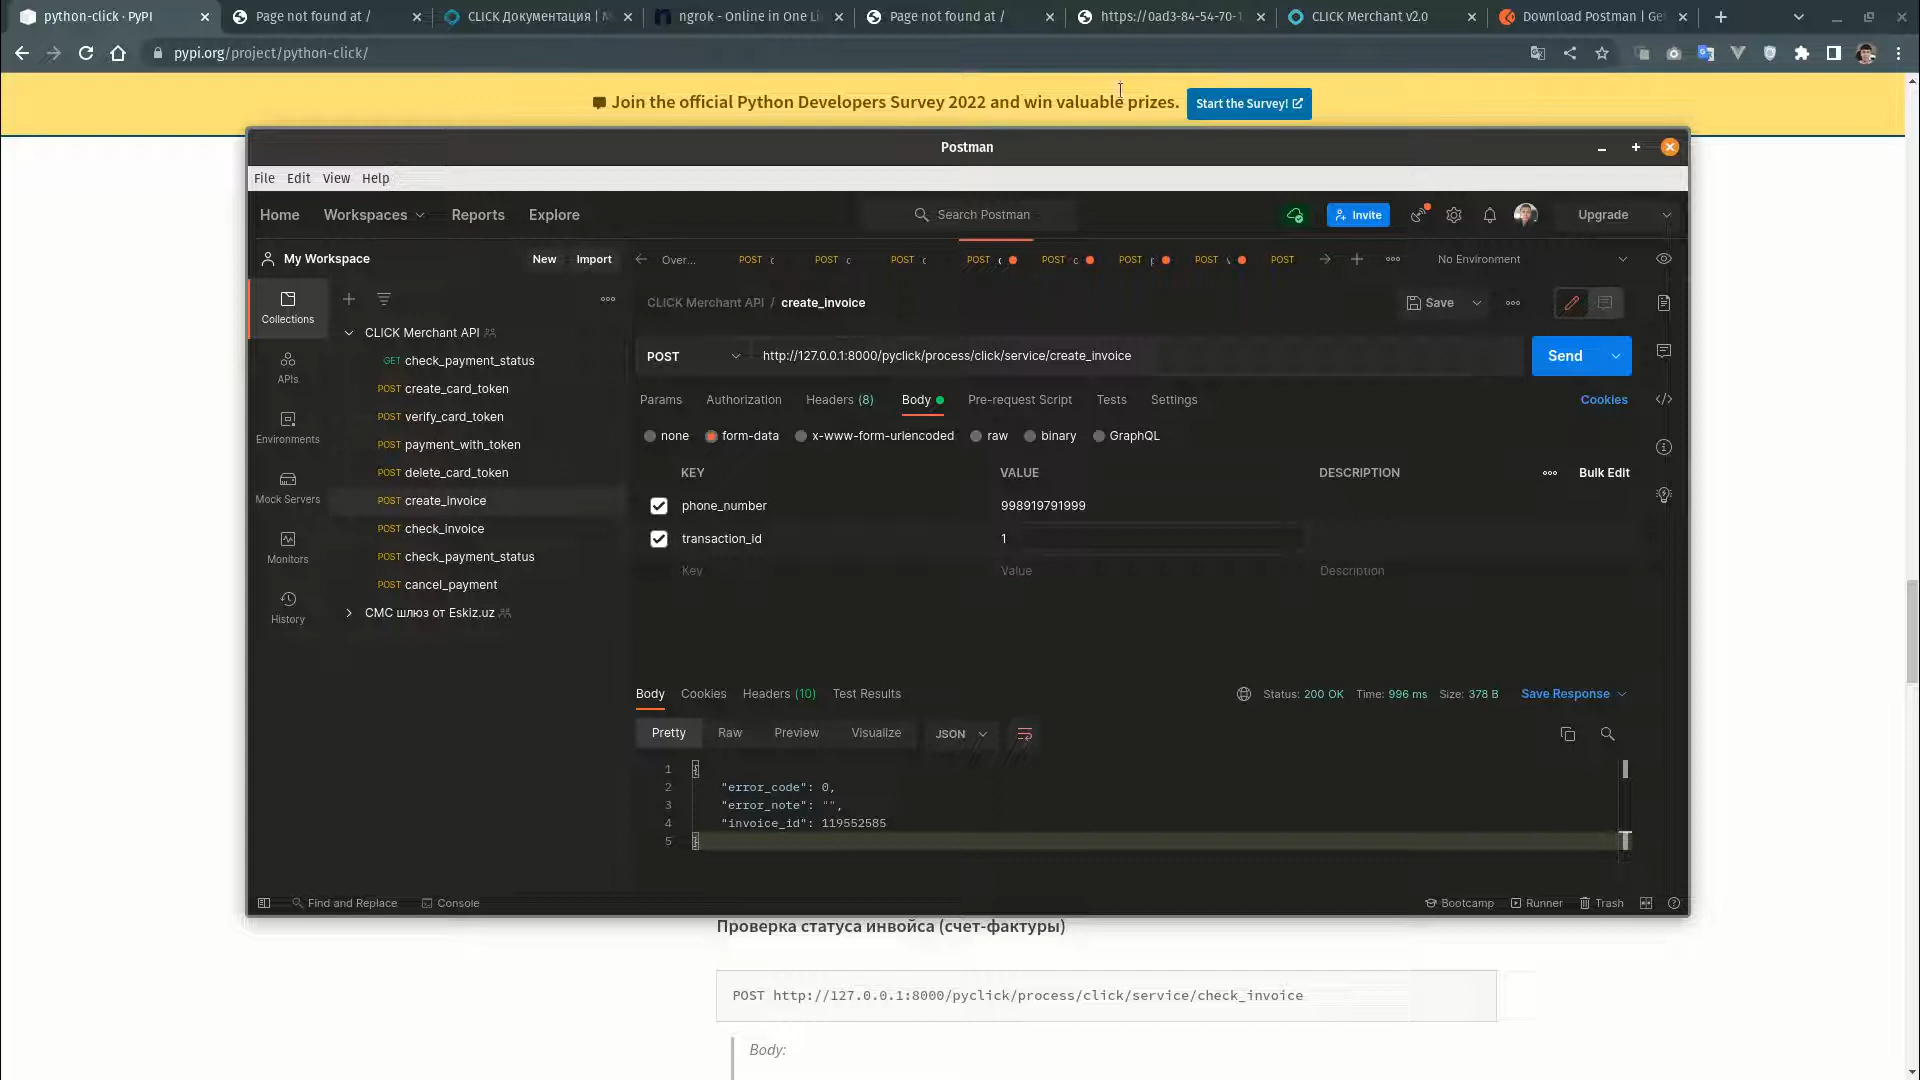 python-click · PyPI
Page not found at /
CLICK Документация |
ngrok - Online in One Li
Page not found at /
https://0ad3-84-54-70-1
CLICK Merchant v2.0
Download Postman | Ge
pypi.org/project/python-click/
Join the official Python Developers Survey 2022 and win valuable prizes.
Start the Survey!
Postman
File Edit View Help
Home Workspaces Reports Explore
Search Postman
Invite
Upgrade
My Workspace
New Import
Over...
POST c
POST c
POST c
POST c
POST c
POST p
POST
POST
No Environment
Collections
APIs
Environments
Mock Servers
Monitors
History
CLICK Merchant API
GET check_payment_status
POST create_card_token
POST verify_card_token
POST payment_with_token
POST delete_card_token
POST create_invoice
POST check_invoice
POST check_payment_status
POST cancel_payment
СМС шлюз от Eskiz.uz
CLICK Merchant API / create_invoice
Save
POST http://127.0.0.1:8000/pyclick/process/click/service/create_invoice
Send
Params Authorization Headers (8) Body Pre-request Script Tests Settings
Cookies
none form-data x-www-form-urlencoded raw binary GraphQL
KEY VALUE DESCRIPTION
Bulk Edit
phone_number 998919791999
transaction_id 1
Key Value Description
Body Cookies Headers (10) Test Results
Status: 200 OK Time: 996 ms Size: 378 B
Save Response
Pretty Raw Preview Visualize JSON
1 {
2 "error_code": 0,
3 "error_note": "",
4 "invoice_id": 119552585
5 }
Find and Replace Console
Bootcamp Runner Trash
Проверка статуса инвойса (счет-фактуры)
POST http://127.0.0.1:8000/pyclick/process/click/service/check_invoice
Body: